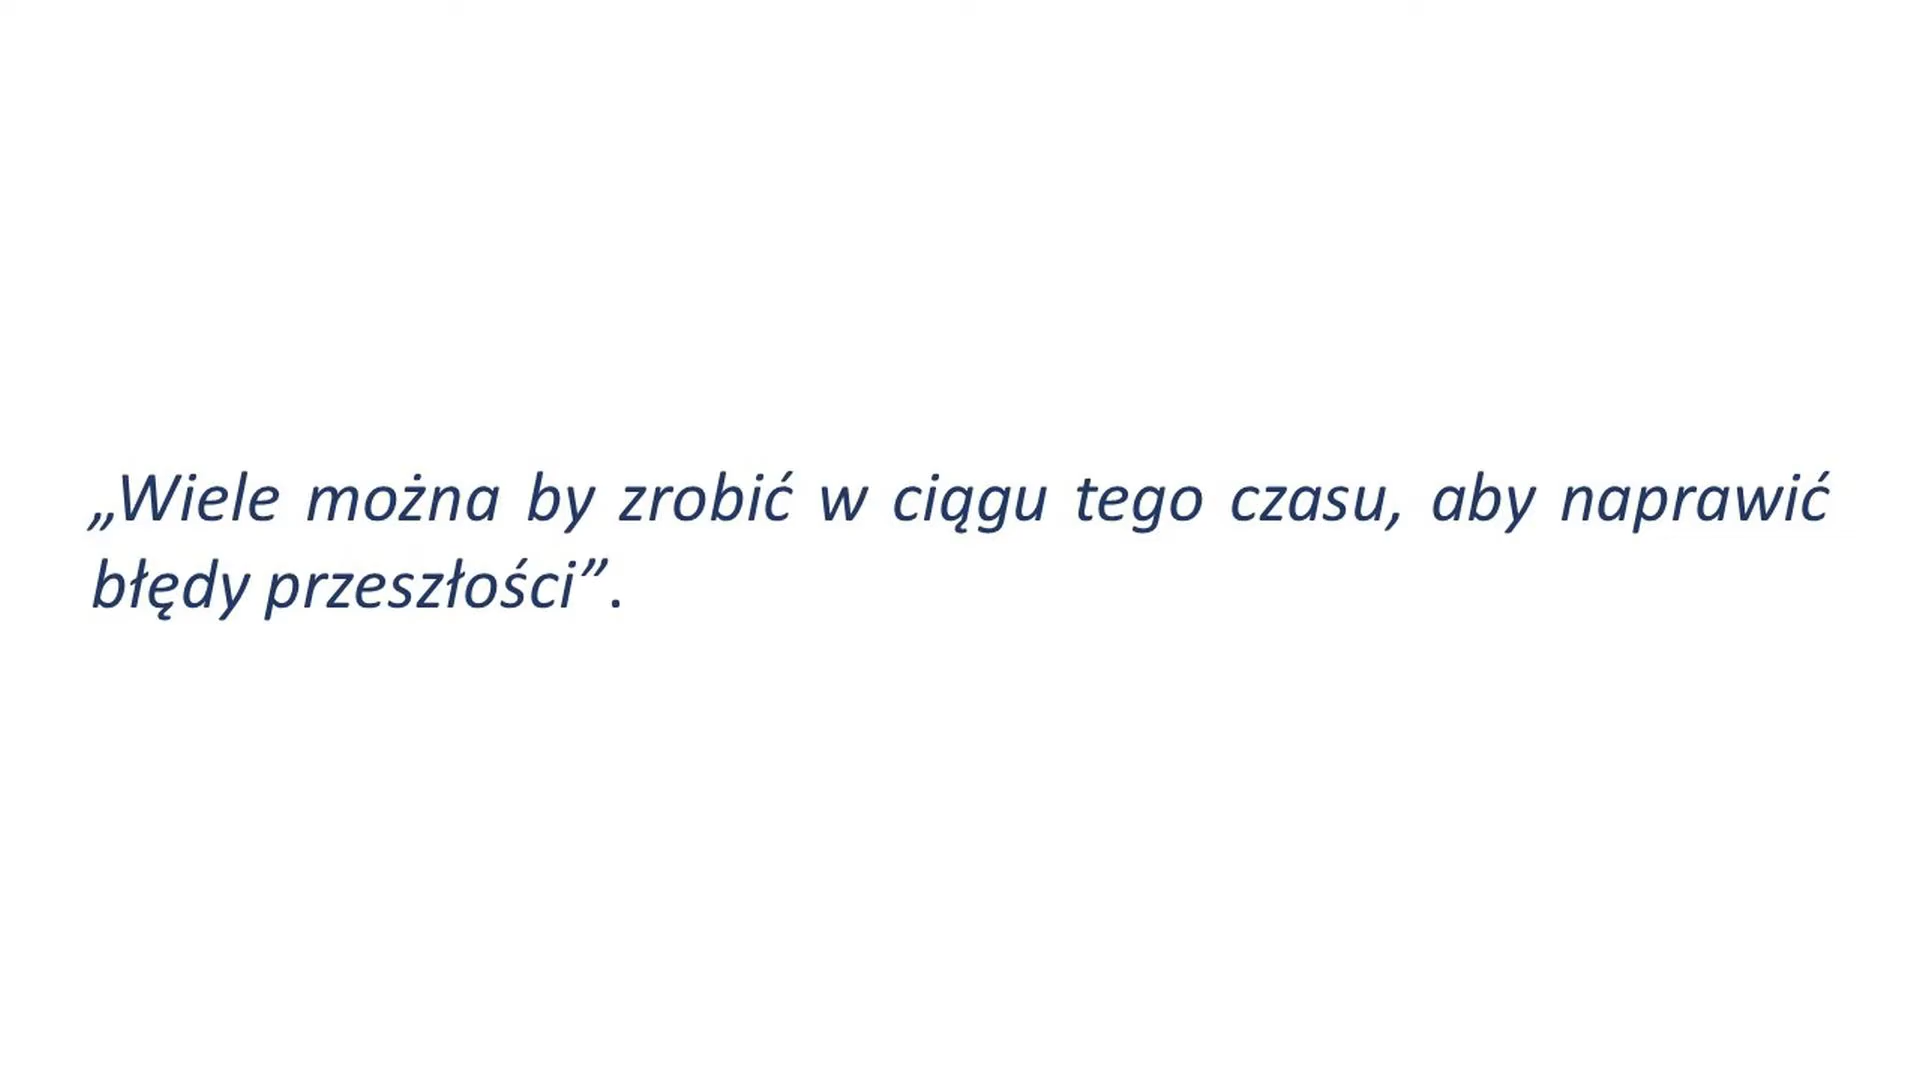 „Wiele można by zrobić w ciągu tego czasu, aby naprawić
błędy przeszłości”.